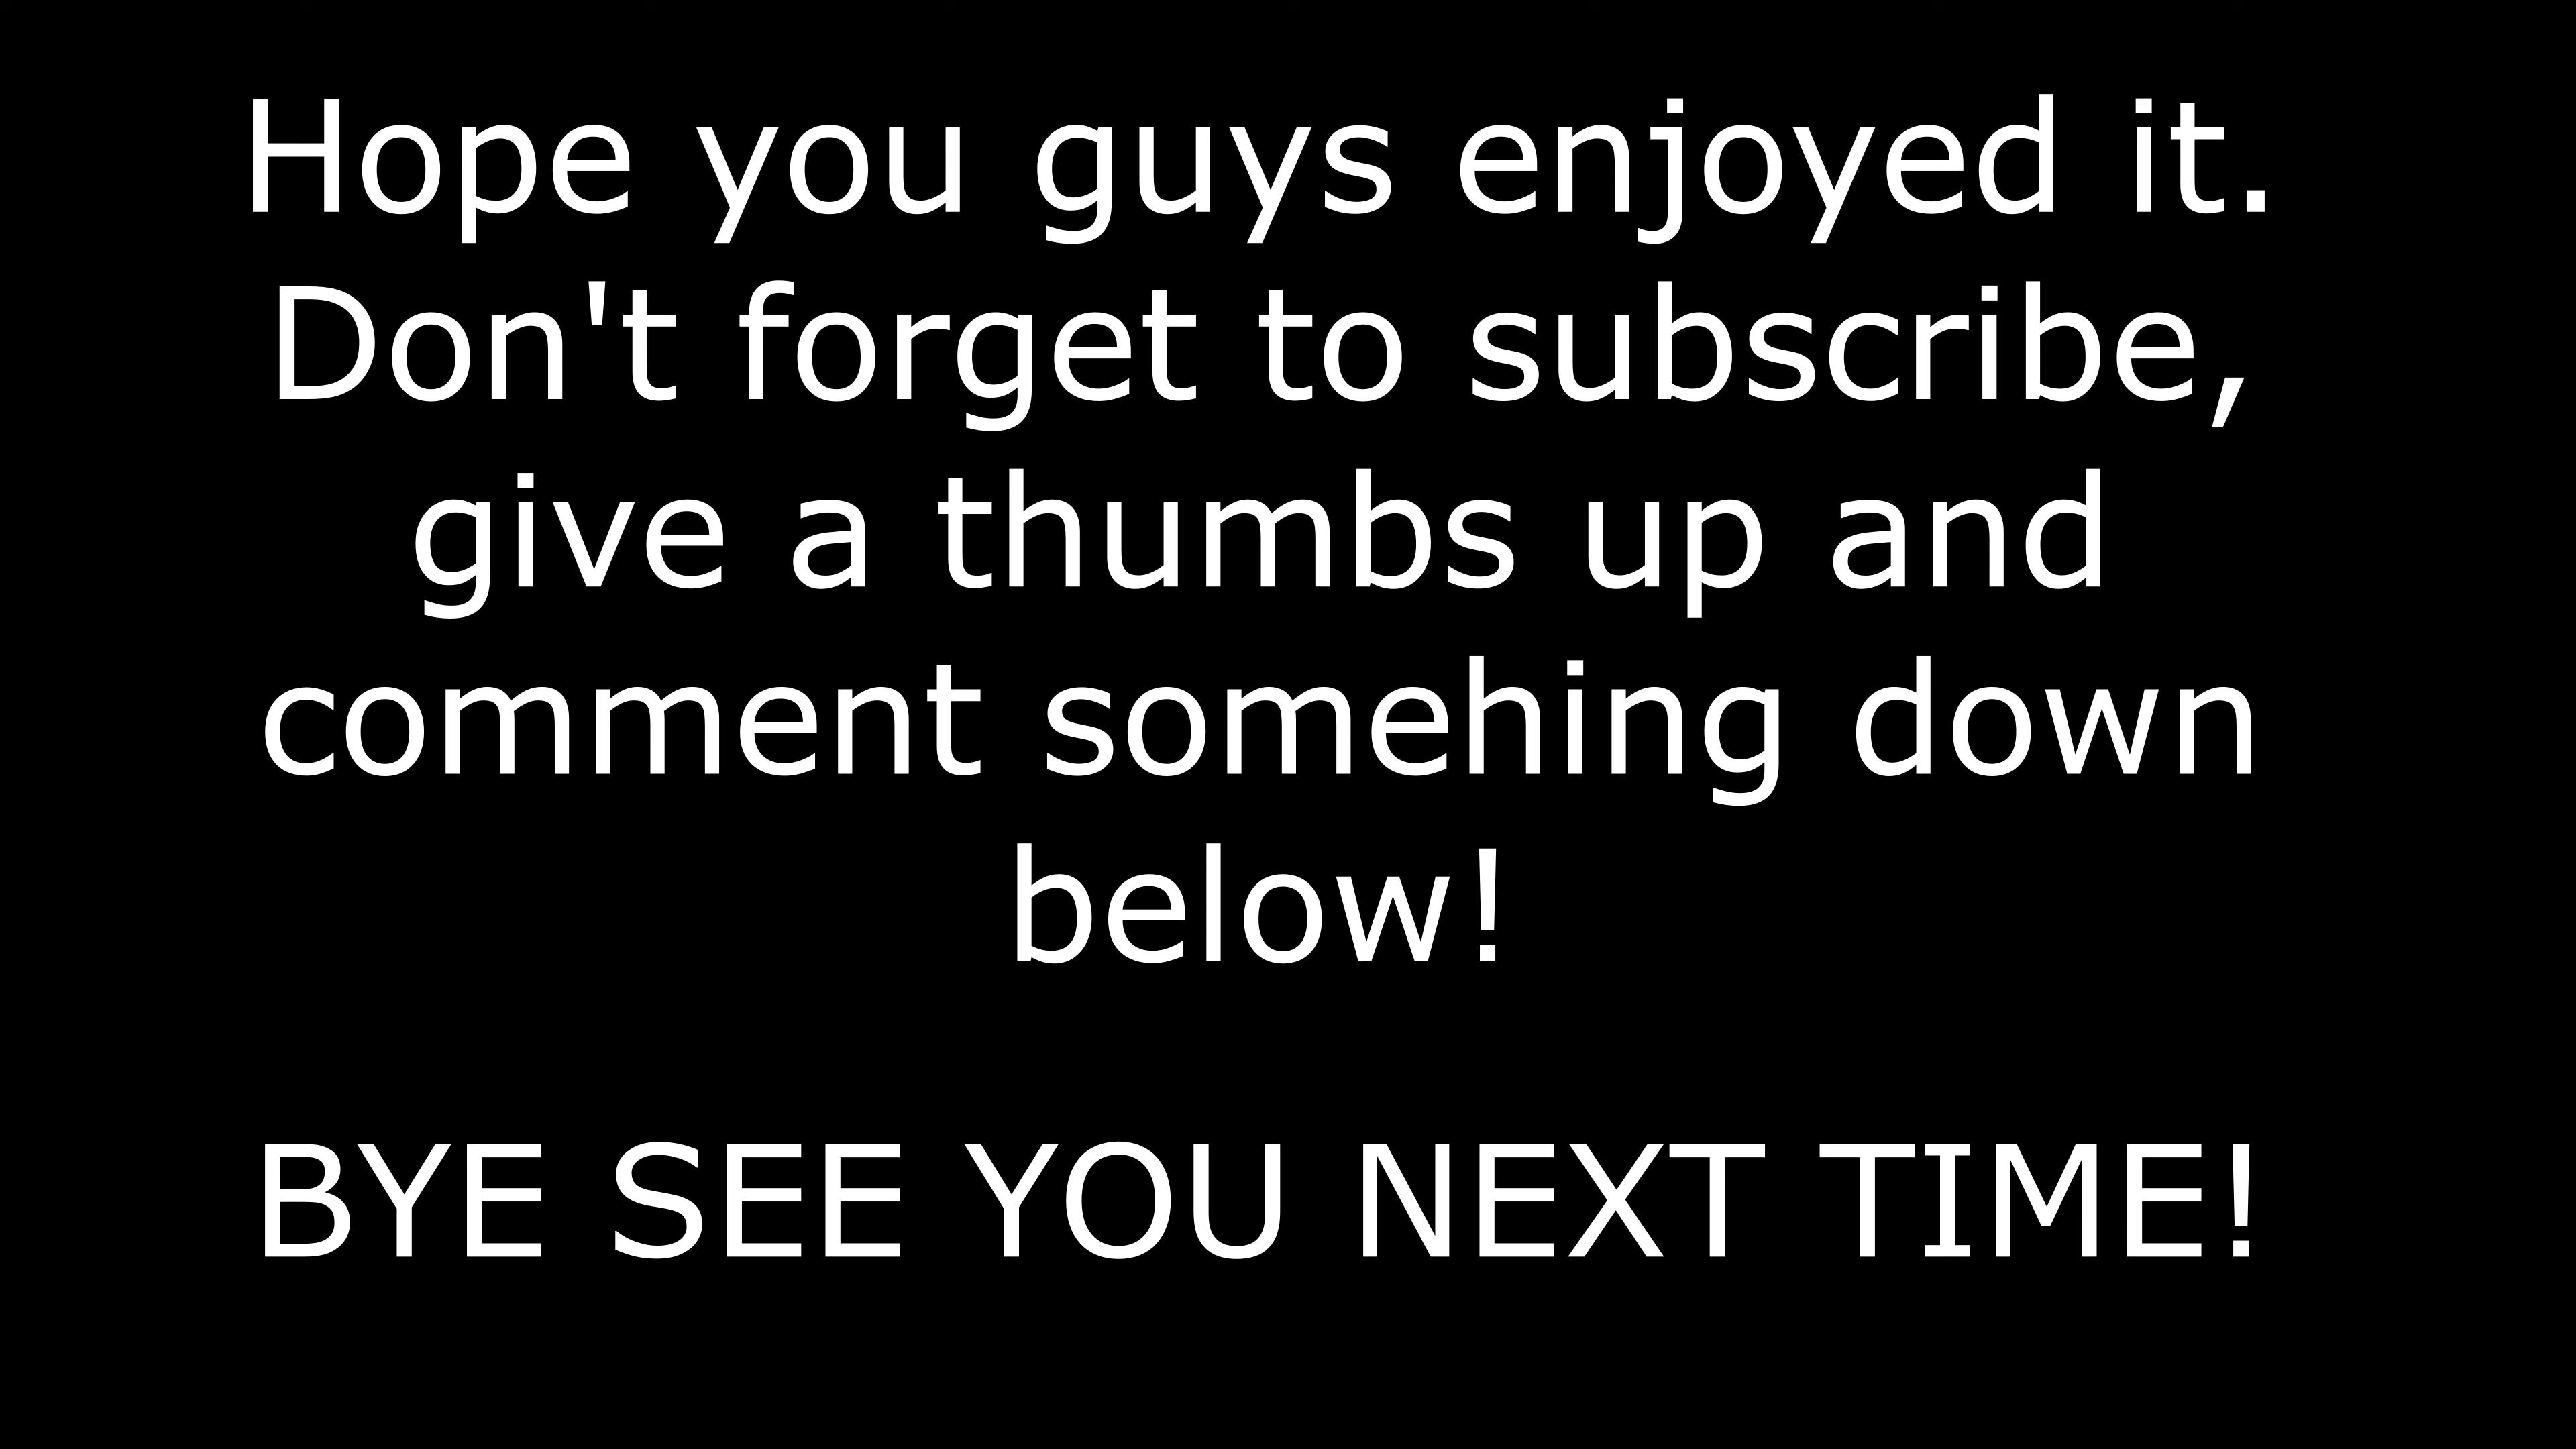 Hope you guys enjoyed it.
Don't forget to subscribe,
give a thumbs up and
comment somehing down
below!
BYE SEE YOU NEXT TIME!